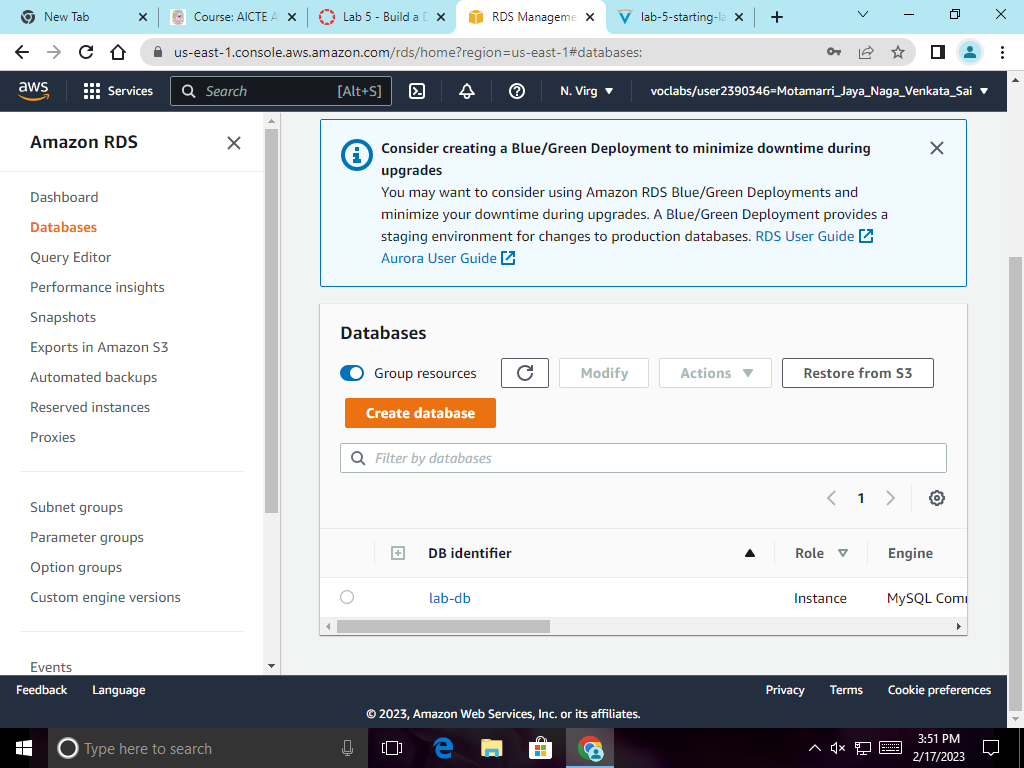 New Tab
Course: AICTE A
Lab 5 - Build a D
RDS Manageme
lab-5-starting-la
us-east-1.console.aws.amazon.com/rds/home?region=us-east-1#databases:
aws
Services
Search
[Alt+S]
N. Virg
voclabs/user2390346=Motamarri_Jaya_Naga_Venkata_Sai
Amazon RDS
Dashboard
Databases
Query Editor
Performance insights
Snapshots
Exports in Amazon S3
Automated backups
Reserved instances
Proxies
Subnet groups
Parameter groups
Option groups
Custom engine versions
Events
Consider creating a Blue/Green Deployment to minimize downtime during
upgrades
You may want to consider using Amazon RDS Blue/Green Deployments and
minimize your downtime during upgrades. A Blue/Green Deployment provides a
staging environment for changes to production databases. RDS User Guide
Aurora User Guide
Databases
Group resources
Modify
Actions
Restore from S3
Create database
Filter by databases
1
DB identifier
Role
Engine
lab-db
Instance
MySQL Com
Feedback
Language
Privacy
Terms
Cookie preferences
© 2023, Amazon Web Services, Inc. or its affiliates.
Type here to search
3:51 PM
2/17/2023